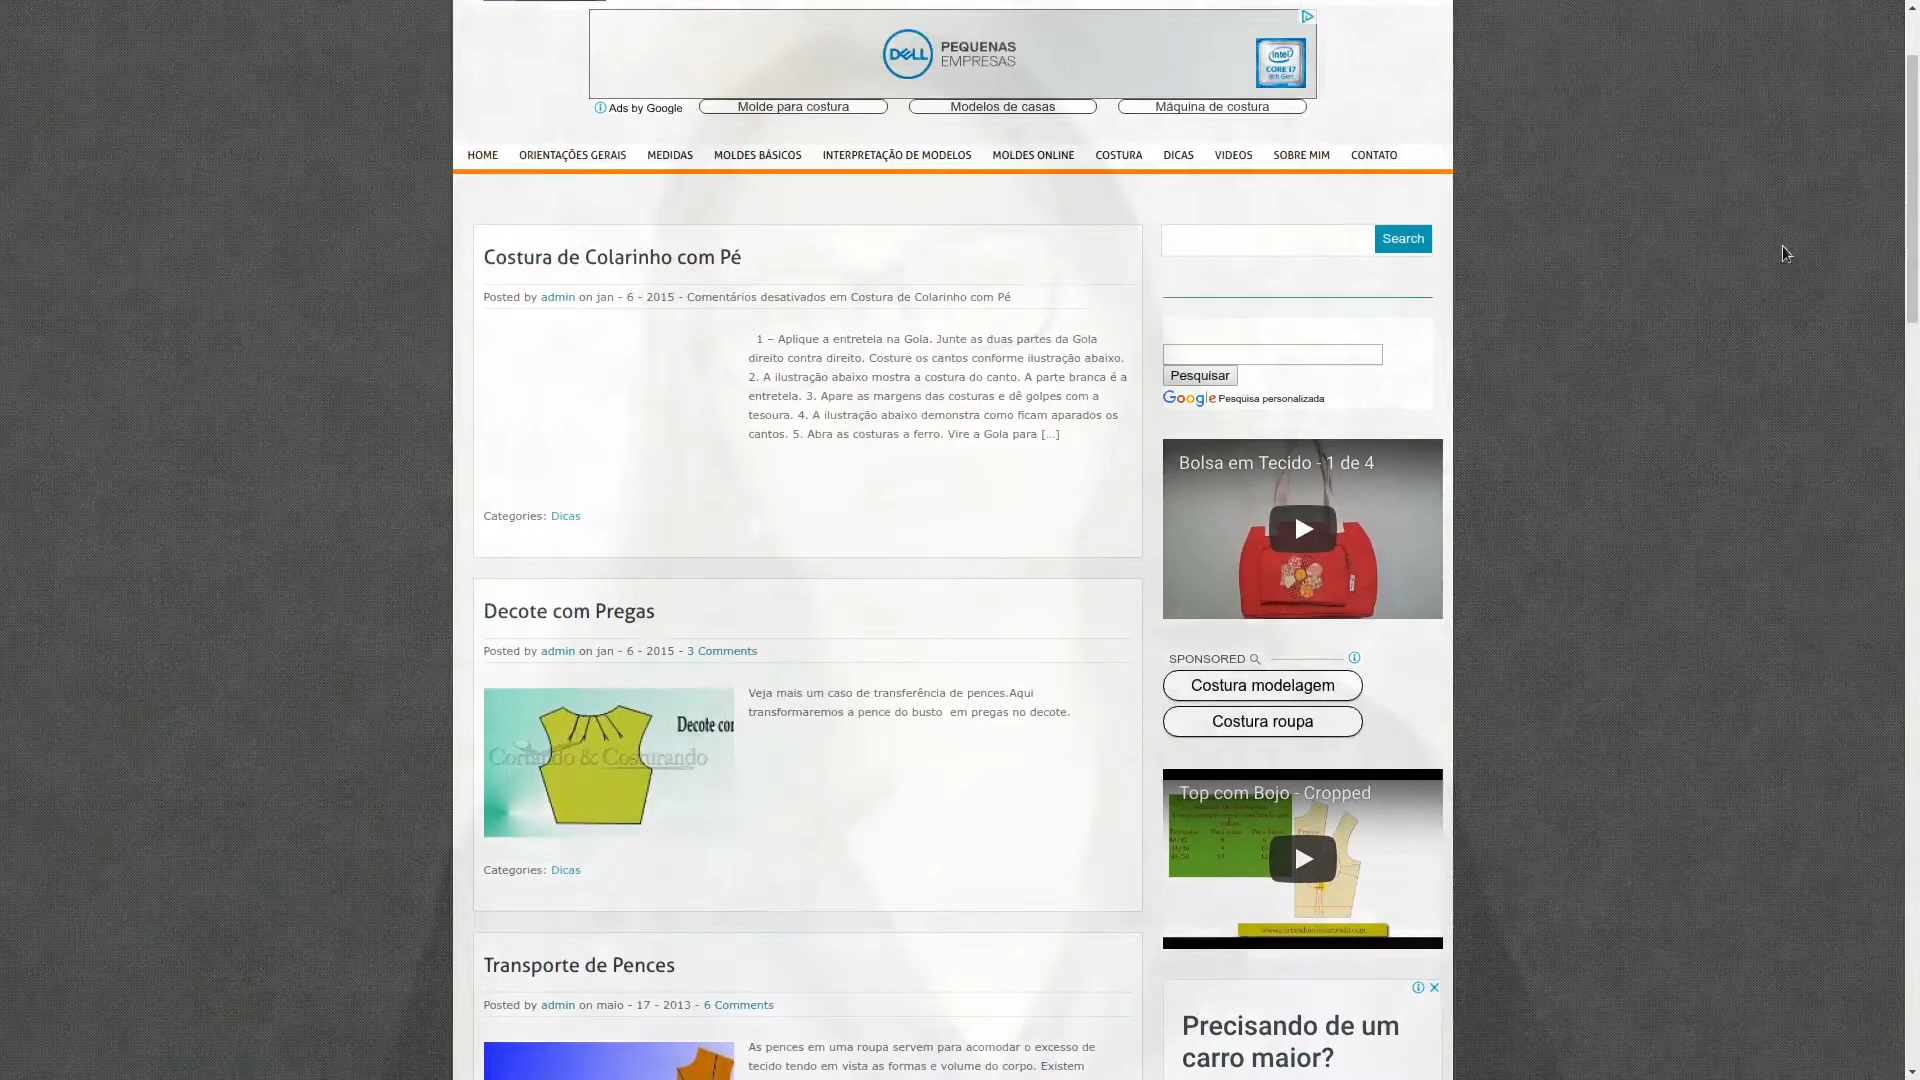 DELL PEQUENAS
EMPRESAS
intel
CORE i7
8th Gen
Ads by Google
Molde para costura
Modelos de casas
Máquina de costura
HOME ORIENTAÇÕES GERAIS MEDIDAS MOLDES BÁSICOS INTERPRETAÇÃO DE MODELOS MOLDES ONLINE COSTURA DICAS VIDEOS SOBRE MIM CONTATO
Costura de Colarinho com Pé
Posted by admin on jan - 6 - 2015 - Comentários desativados em Costura de Colarinho com Pé
1 – Aplique a entretela na Gola. Junte as duas partes da Gola
direito contra direito. Costure os cantos conforme ilustração abaixo.
2. A ilustração abaixo mostra a costura do canto. A parte branca é a
entretela. 3. Apare as margens das costuras e dê golpes com a
tesoura. 4. A ilustração abaixo demonstra como ficam aparados os
cantos. 5. Abra as costuras a ferro. Vire a Gola para [...]
Categories: Dicas
Decote com Pregas
Posted by admin on jan - 6 - 2015 - 3 Comments
Decote con
Cortando & Costurando
Veja mais um caso de transferência de pences.Aqui
transformaremos a pence do busto em pregas no decote.
Categories: Dicas
Transporte de Pences
Posted by admin on maio - 17 - 2013 - 6 Comments
As pences em uma roupa servem para acomodar o excesso de
tecido tendo em vista as formas e volume do corpo. Existem
Search
Pesquisar
Google Pesquisa personalizada
Bolsa em Tecido - 1 de 4
SPONSORED
Costura modelagem
Costura roupa
Top com Bojo - Cropped
Precisando de um
carro maior?